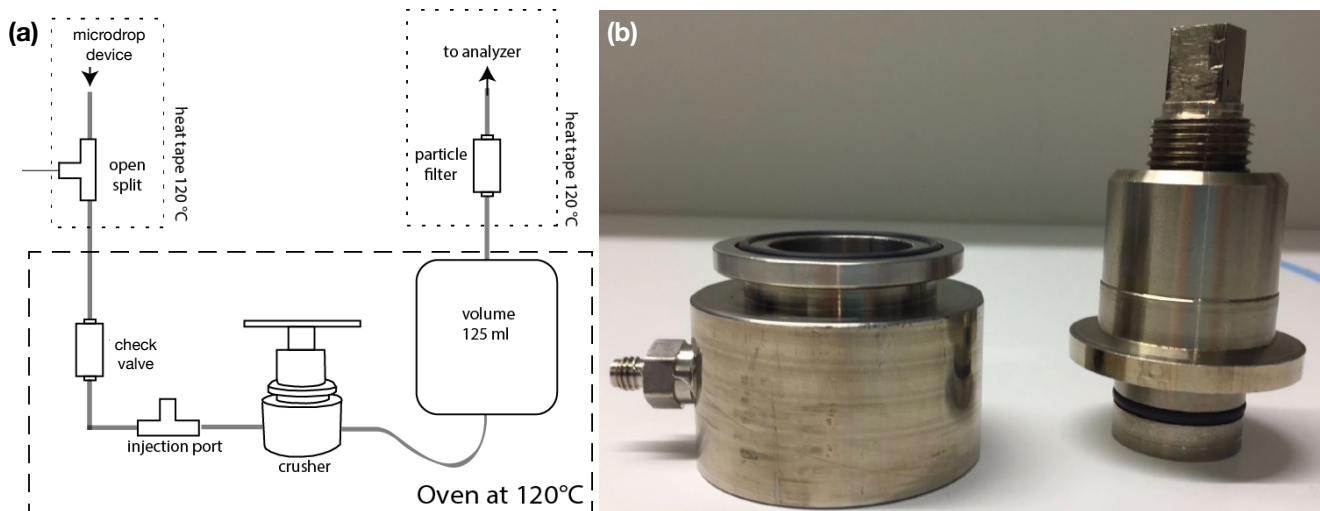 (a)
microdrop
device
open
split
heat tape 120 °C
to analyzer
particle
filter
heat tape 120 °C
volume
125 ml
check
valve
injection port
crusher
Oven at 120°C
(b)